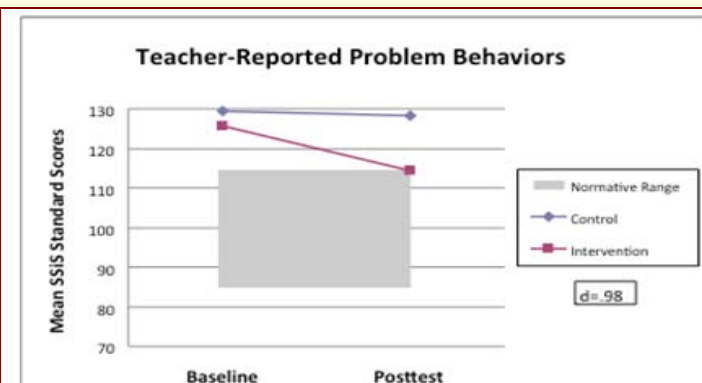 Teacher-Reported Problem Behaviors
Mean SSiS Standard Scores
130
120
110
100
90
80
70
Baseline Posttest
Normative Range
Control
Intervention
d=.98